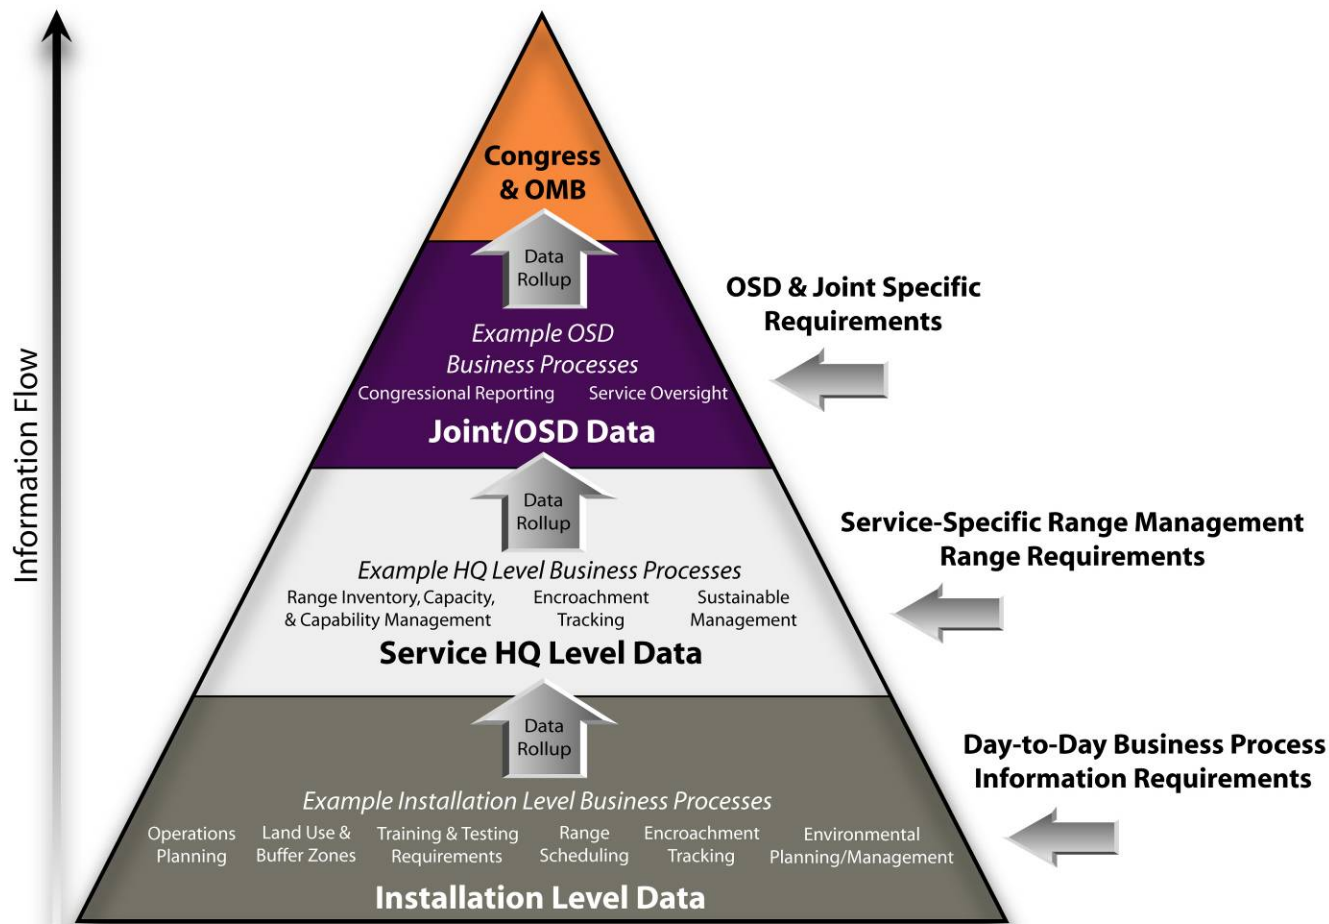 Information Flow
Congress
& OMB
Data
Rollup
Example OSD
Business Processes
Congressional Reporting
Service Oversight
Joint/OSD Data
OSD & Joint Specific
Requirements
Data
Rollup
Example HQ Level Business Processes
Range Inventory, Capacity,
& Capability Management
Encroachment
Tracking
Sustainable
Management
Service HQ Level Data
Service-Specific Range Management
Range Requirements
Data
Rollup
Example Installation Level Business Processes
Operations
Planning
Land Use &
Buffer Zones
Training & Testing
Requirements
Range
Scheduling
Encroachment
Tracking
Environmental
Planning/Management
Installation Level Data
Day-to-Day Business Process
Information Requirements